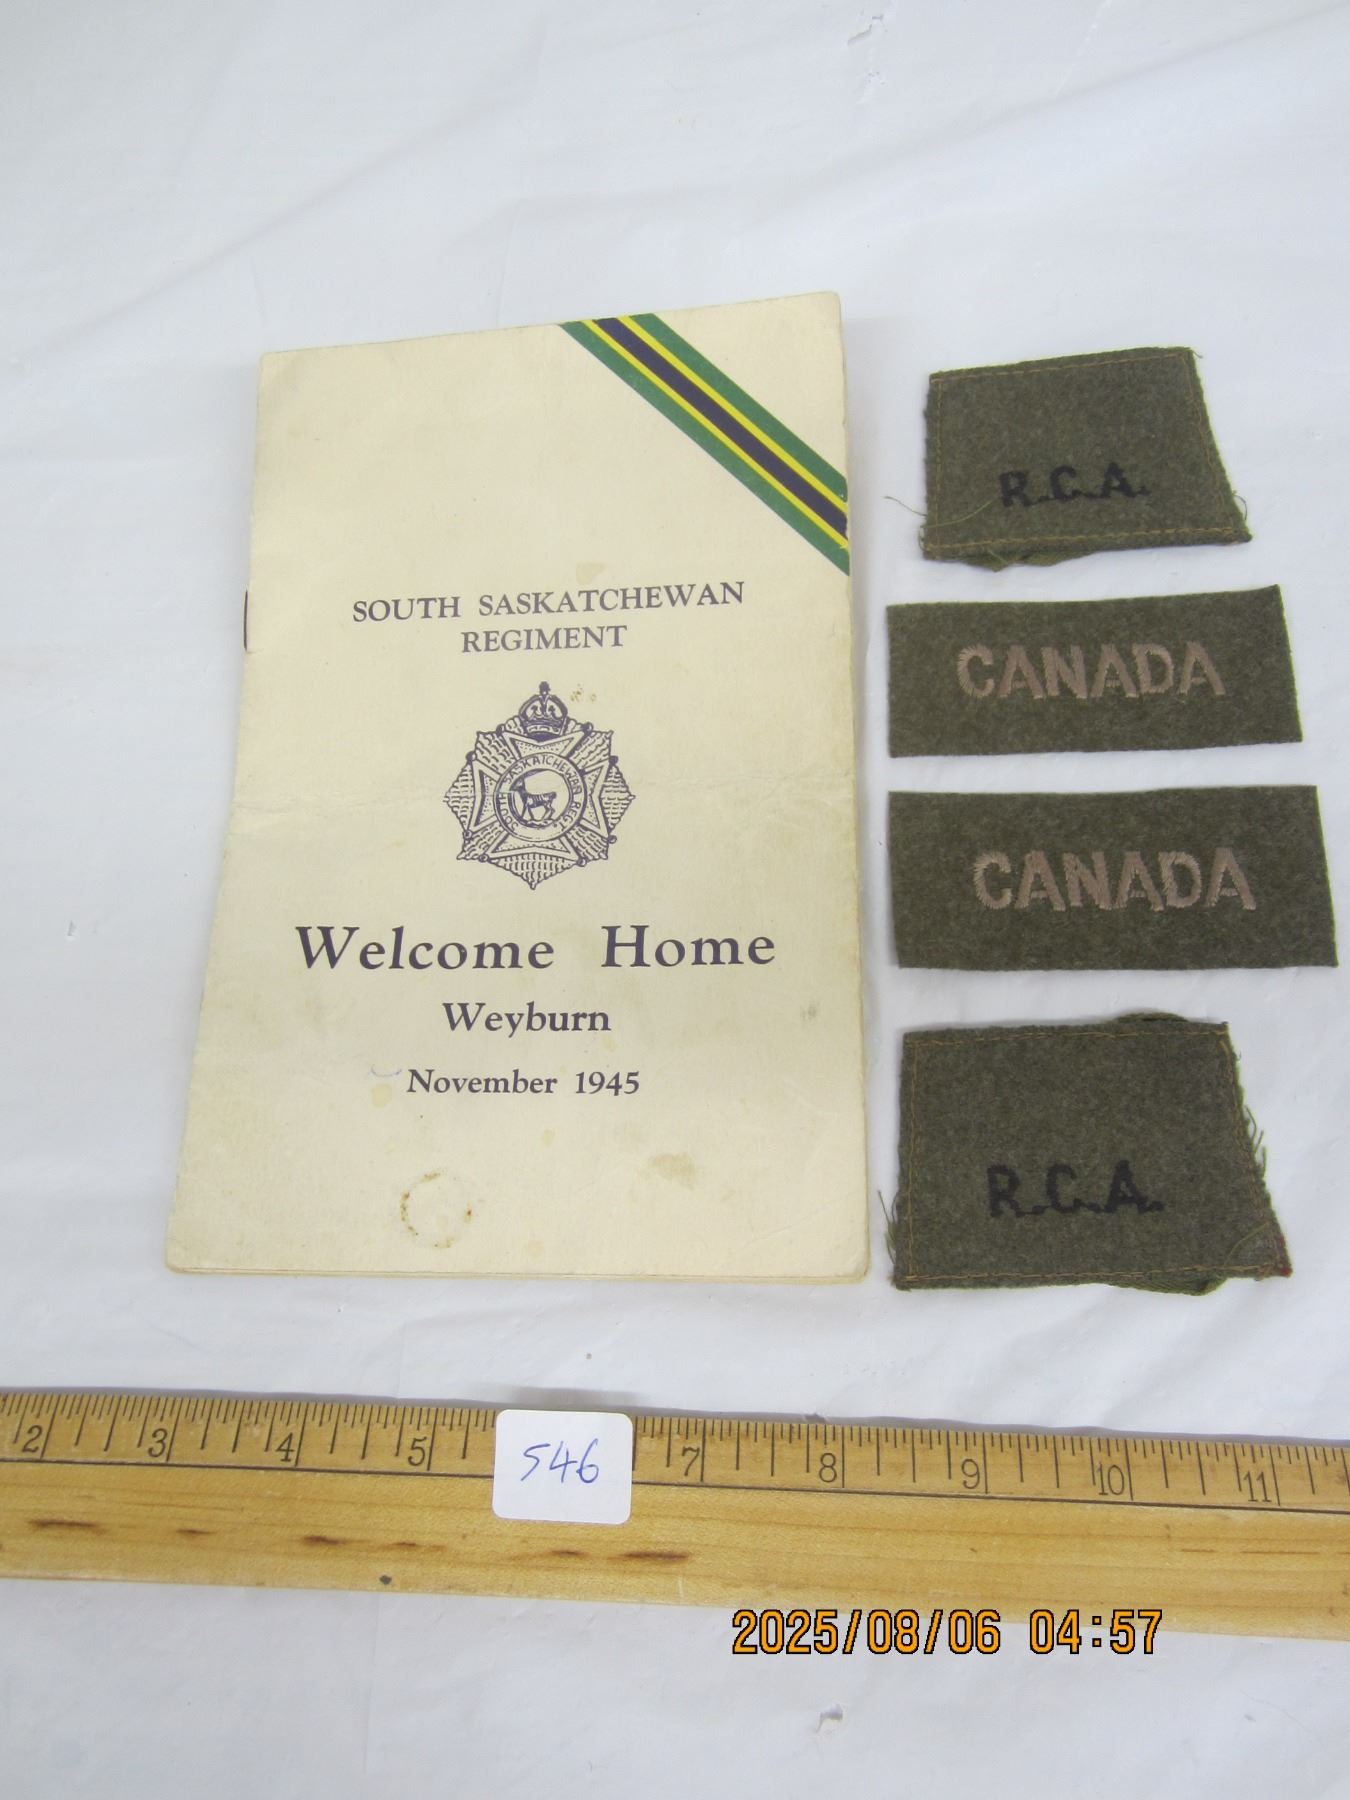 SOUTH SASKATCHEWAN
REGIMENT
SOUTH SASKATCHEWAN REGT.
Welcome Home
Weyburn
November 1945
R.C.A.
CANADA
CANADA
R.C.A.
2 3 4 5 7 8 9 10 11
546
2025/08/06 04:57